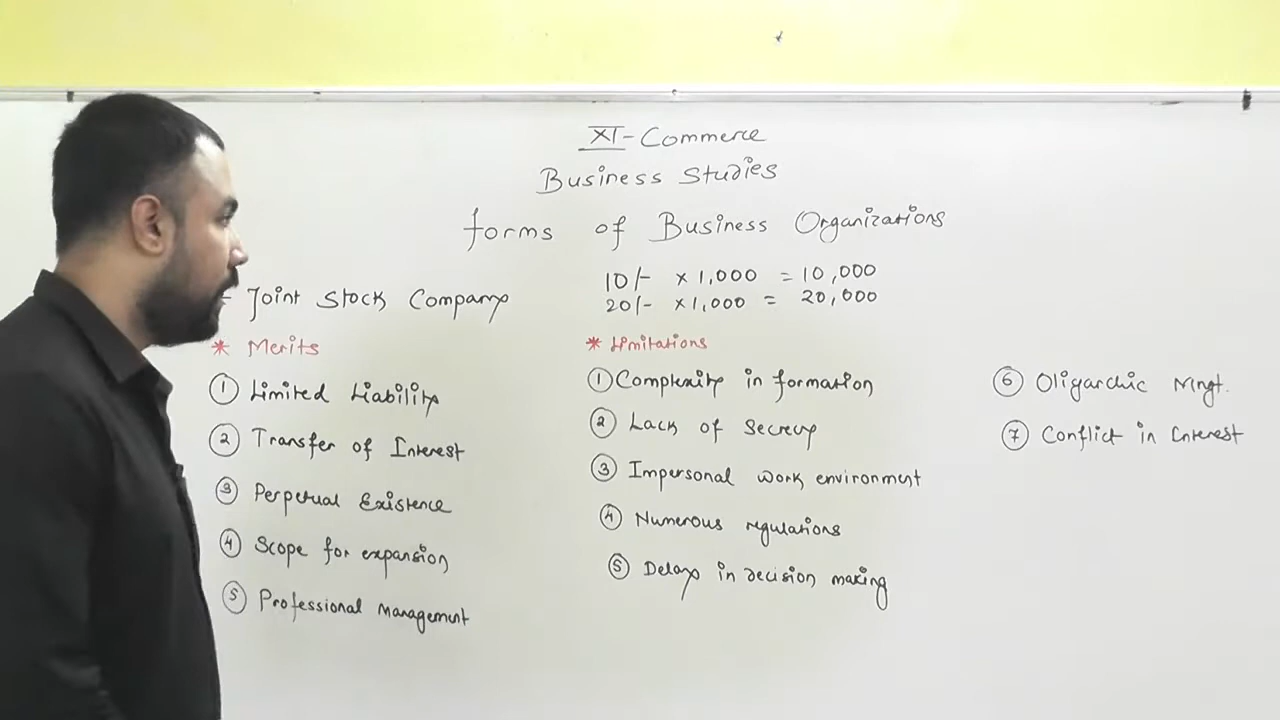 XI-Commerce
Business Studies
forms of Business Organizations
10/- × 1,000 = 10,000
20/- ×1,000 = 20,000
- Joint Stock Company
* Merits
① Limited Liability
② Transfer of Interest
③ Perpetual Existence
④ Scope for expansion
⑤ Professional management
* Limitations
① Complexity in formation
② Lack of Secrecy
③ Impersonal work environment
④ Numerous regulations
⑤ Delays in decision making
⑥ Oligarchic Mngt.
⑦ Conflict in Interest